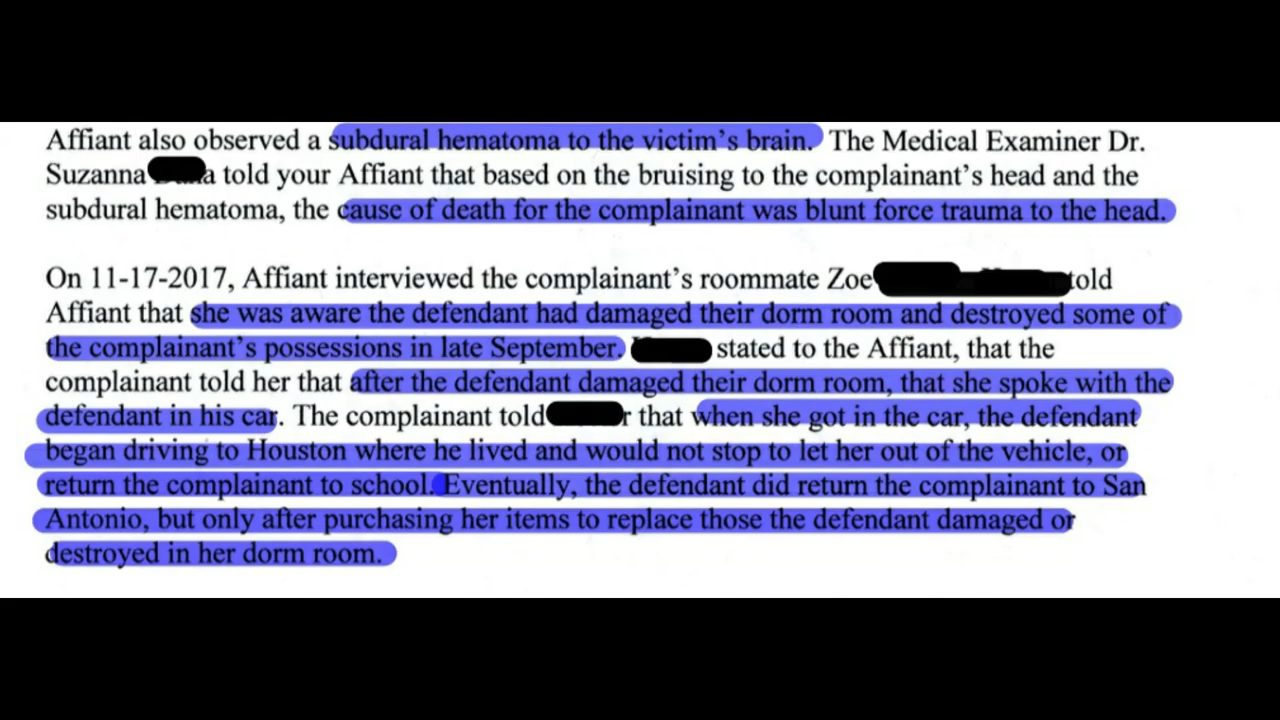 Affiant also observed a subdural hematoma to the victim's brain. The Medical Examiner Dr.
Suzanna told your Affiant that based on the bruising to the complainant's head and the
subdural hematoma, the cause of death for the complainant was blunt force trauma to the head.
On 11-17-2017, Affiant interviewed the complainant's roommate Zoe told
Affiant that she was aware the defendant had damaged their dorm room and destroyed some of
the complainant's possessions in late September. stated to the Affiant, that the
complainant told her that after the defendant damaged their dorm room, that she spoke with the
defendant in his car. The complainant told that when she got in the car, the defendant
began driving to Houston where he lived and would not stop to let her out of the vehicle, or
return the complainant to school. Eventually, the defendant did return the complainant to San
Antonio, but only after purchasing her items to replace those the defendant damaged or
destroyed in her dorm room.